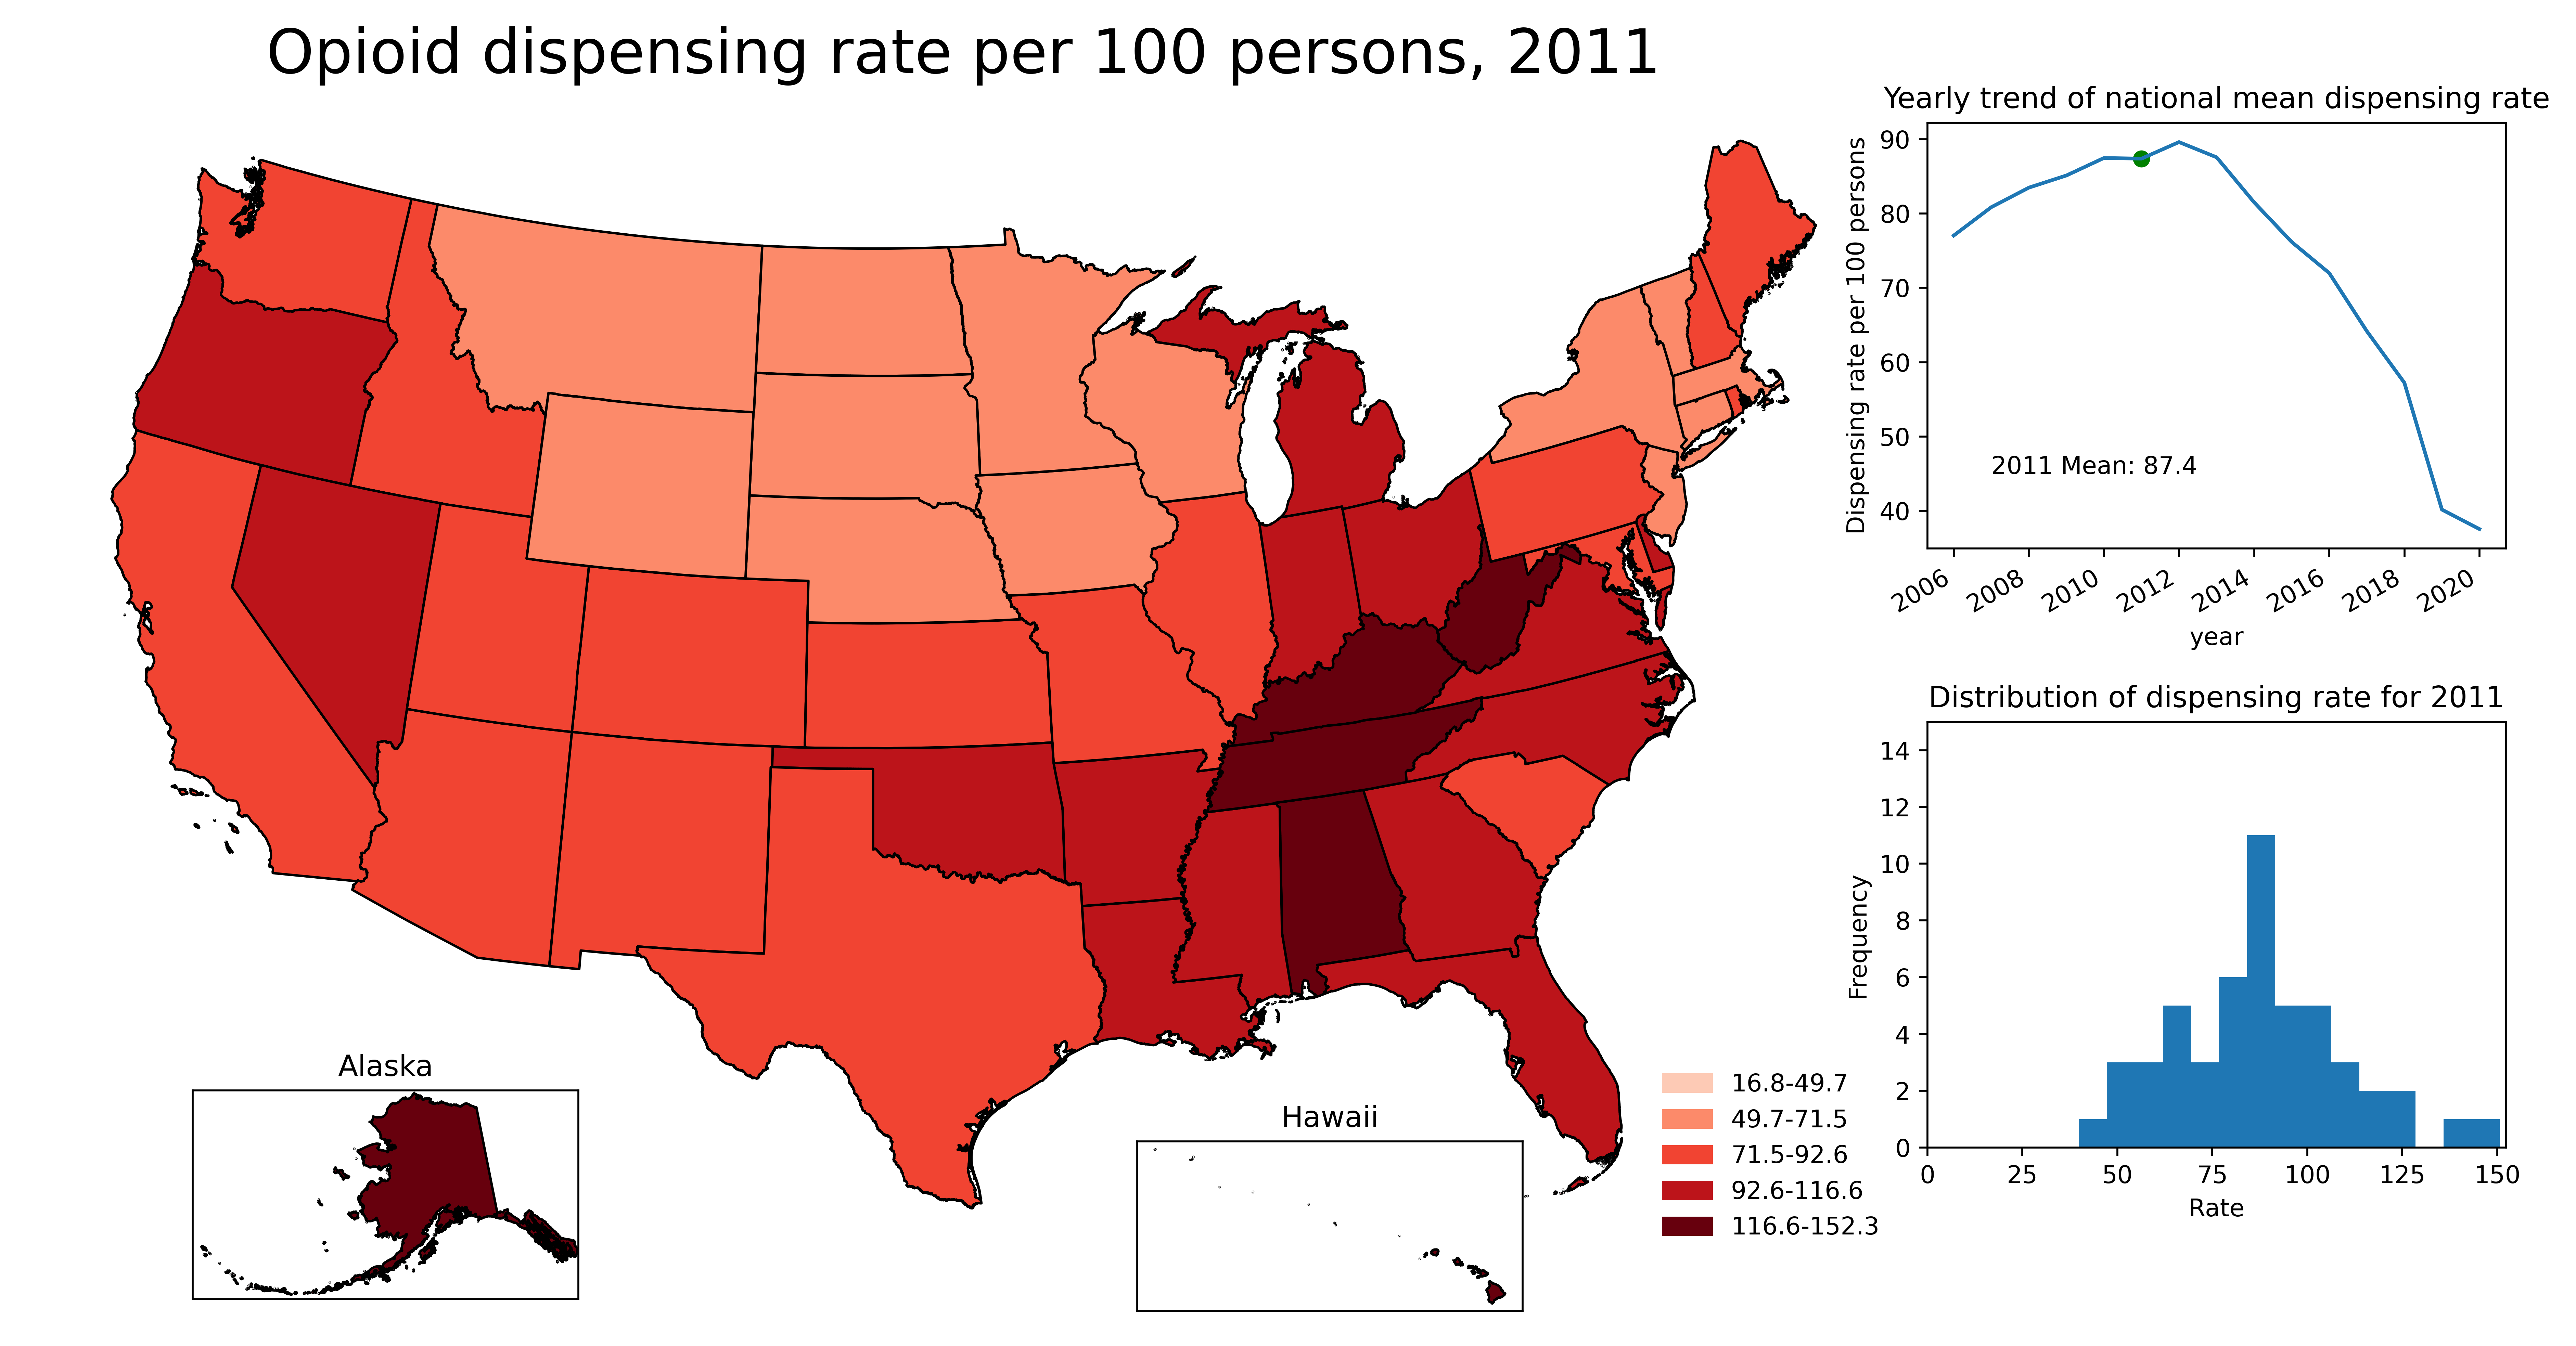 Opioid dispensing rate per 100 persons, 2011
Yearly trend of national mean dispensing rate
Dispensing rate per 100 persons
90
80
70
60
50
40
2011 Mean: 87.4
2006 2008 2010 2012 2014 2016 2018 2020
year
Distribution of dispensing rate for 2011
Frequency
14
12
10
8
6
4
2
0
0 25 50 75 100 125 150
Rate
Alaska
Hawaii
16.8-49.7
49.7-71.5
71.5-92.6
92.6-116.6
116.6-152.3